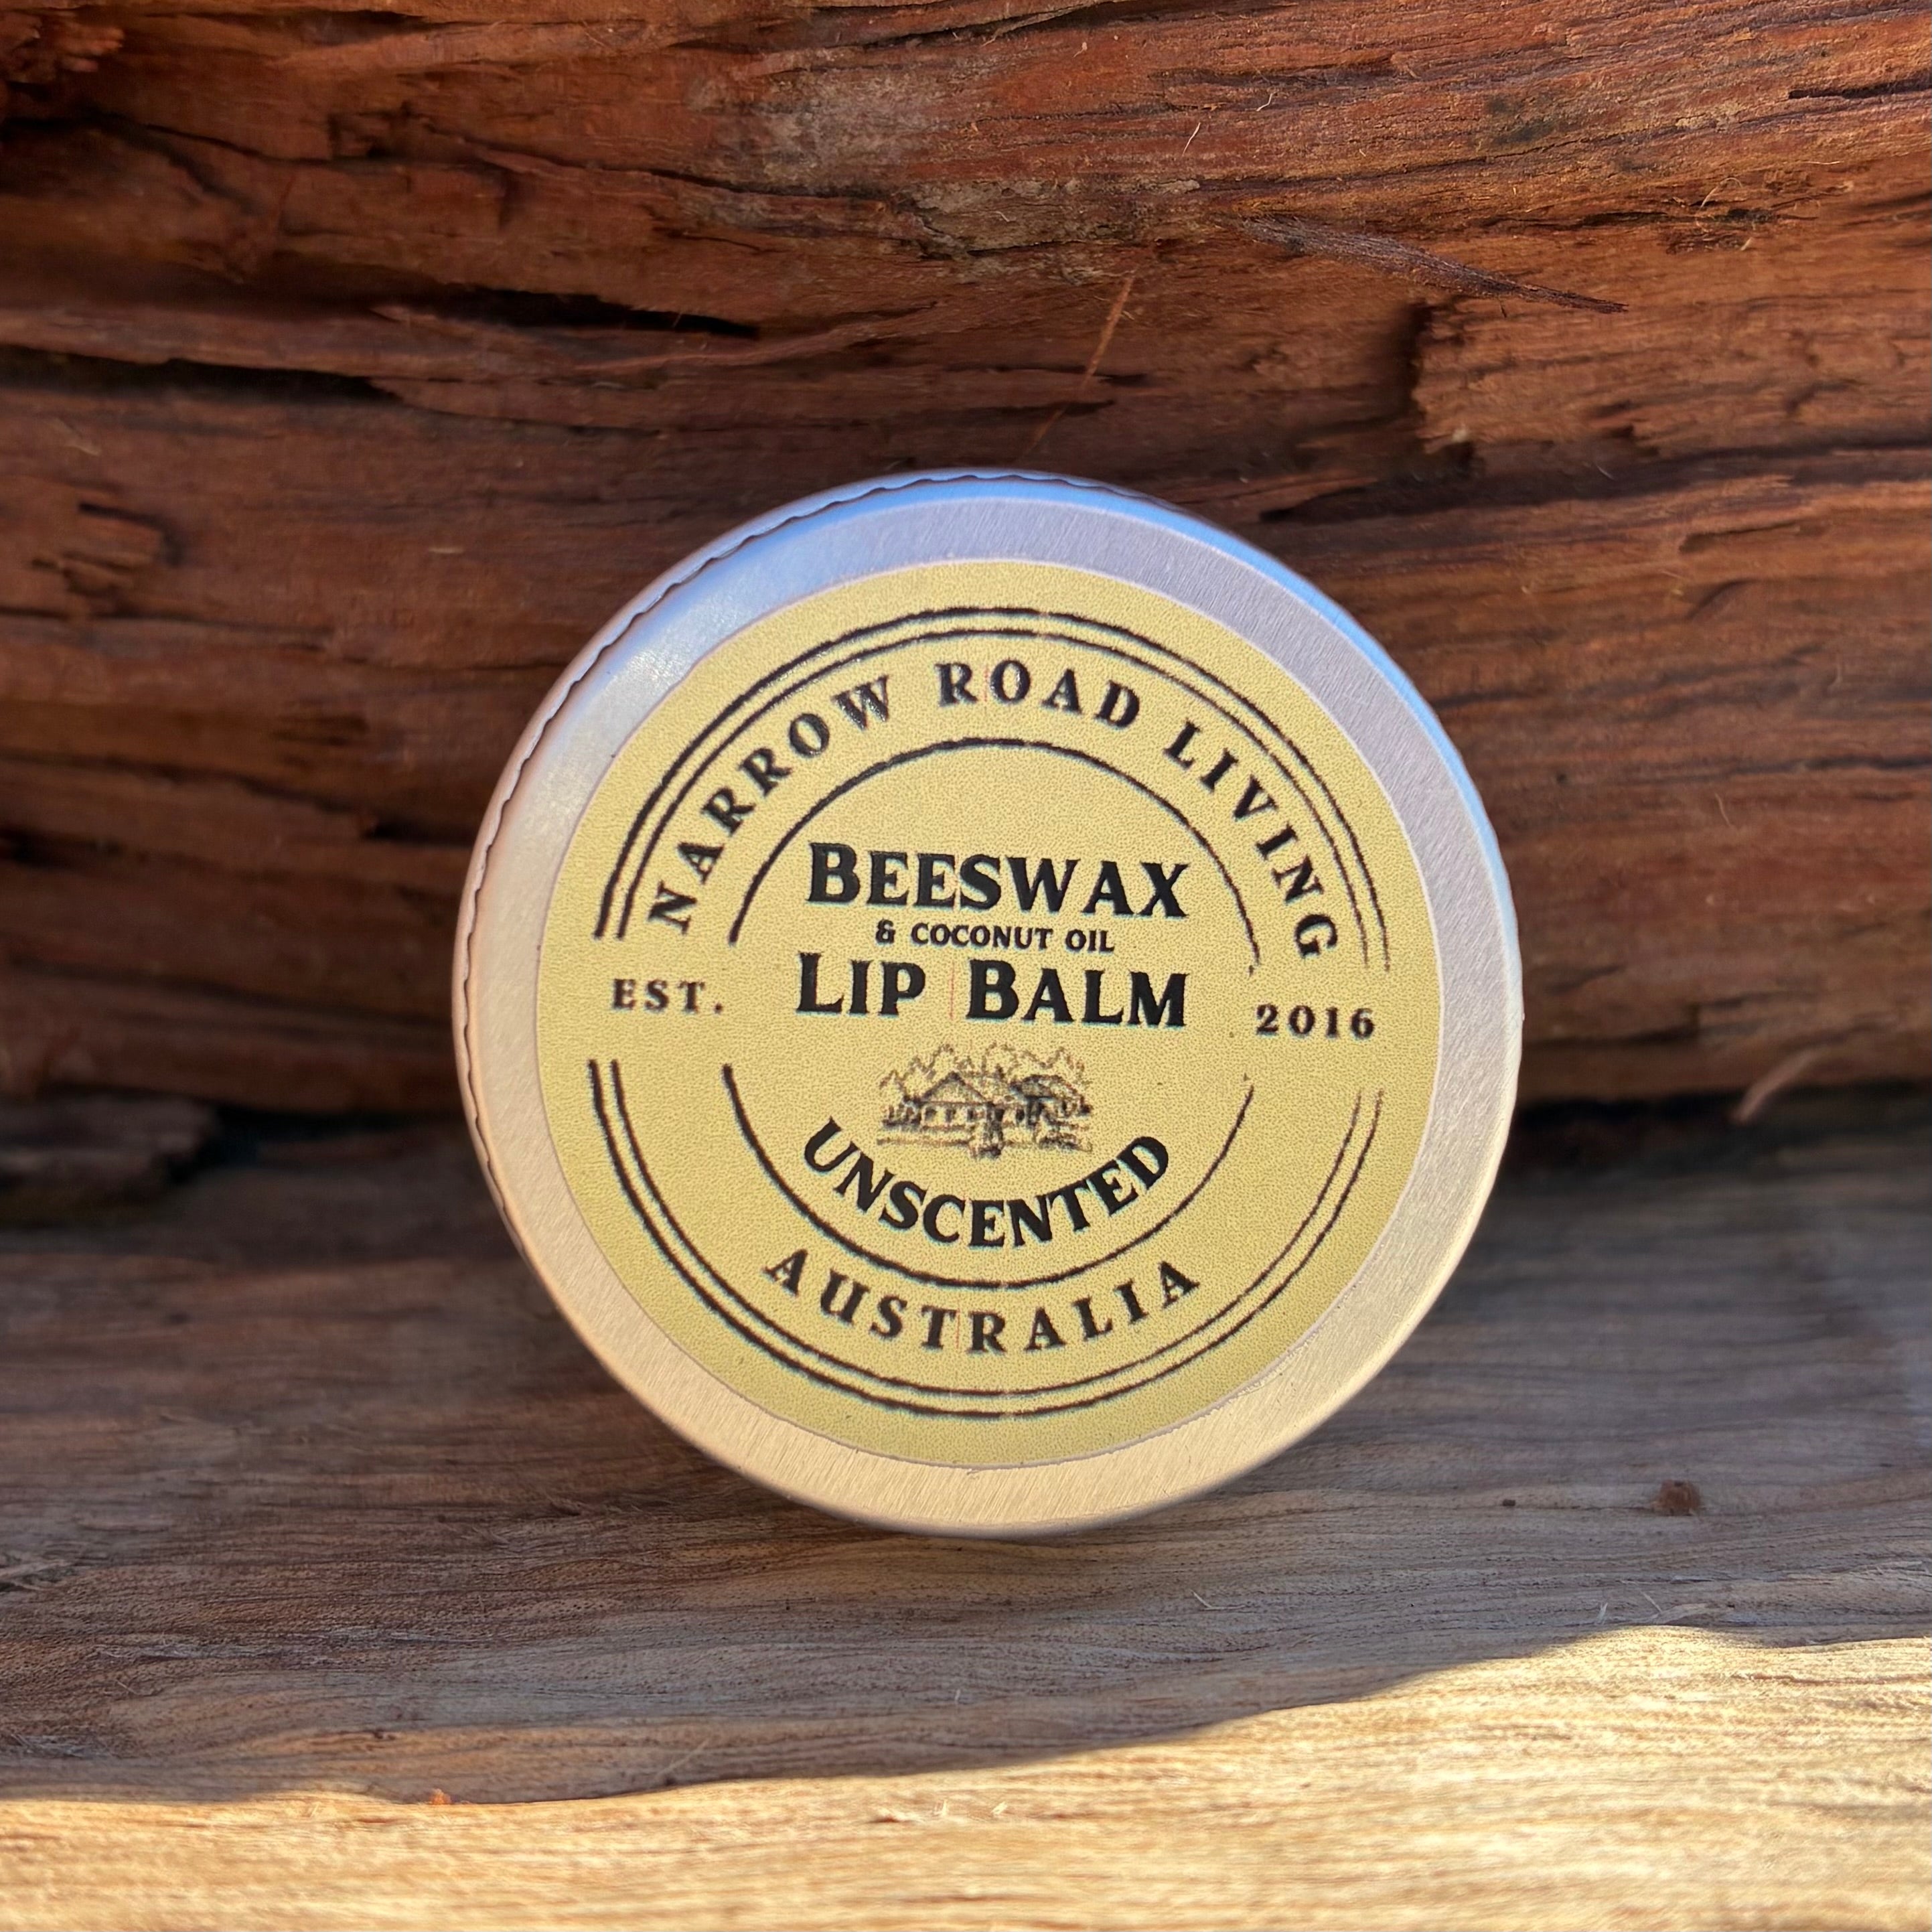 NARROW ROAD LIVING
BEESWAX
& COCONUT OIL
LIP BALM
EST. 2016
UNSCENTED
AUSTRALIA